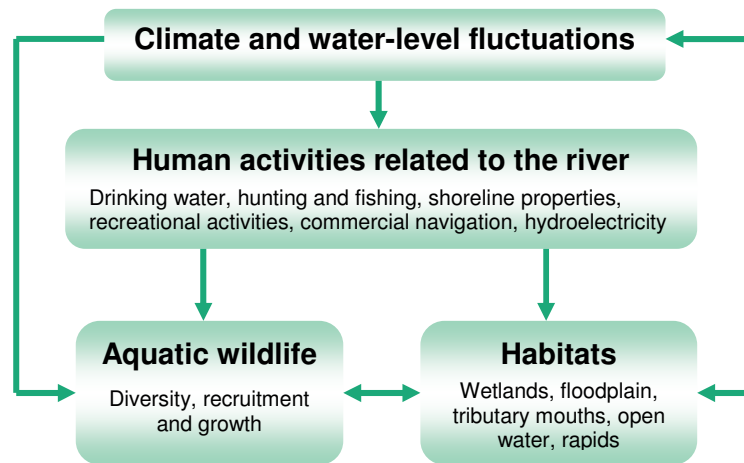 Climate and water-level fluctuations
Human activities related to the river
Drinking water, hunting and fishing, shoreline properties,
recreational activities, commercial navigation, hydroelectricity
Aquatic wildlife
Diversity, recruitment
and growth
Habitats
Wetlands, floodplain,
tributary mouths, open
water, rapids